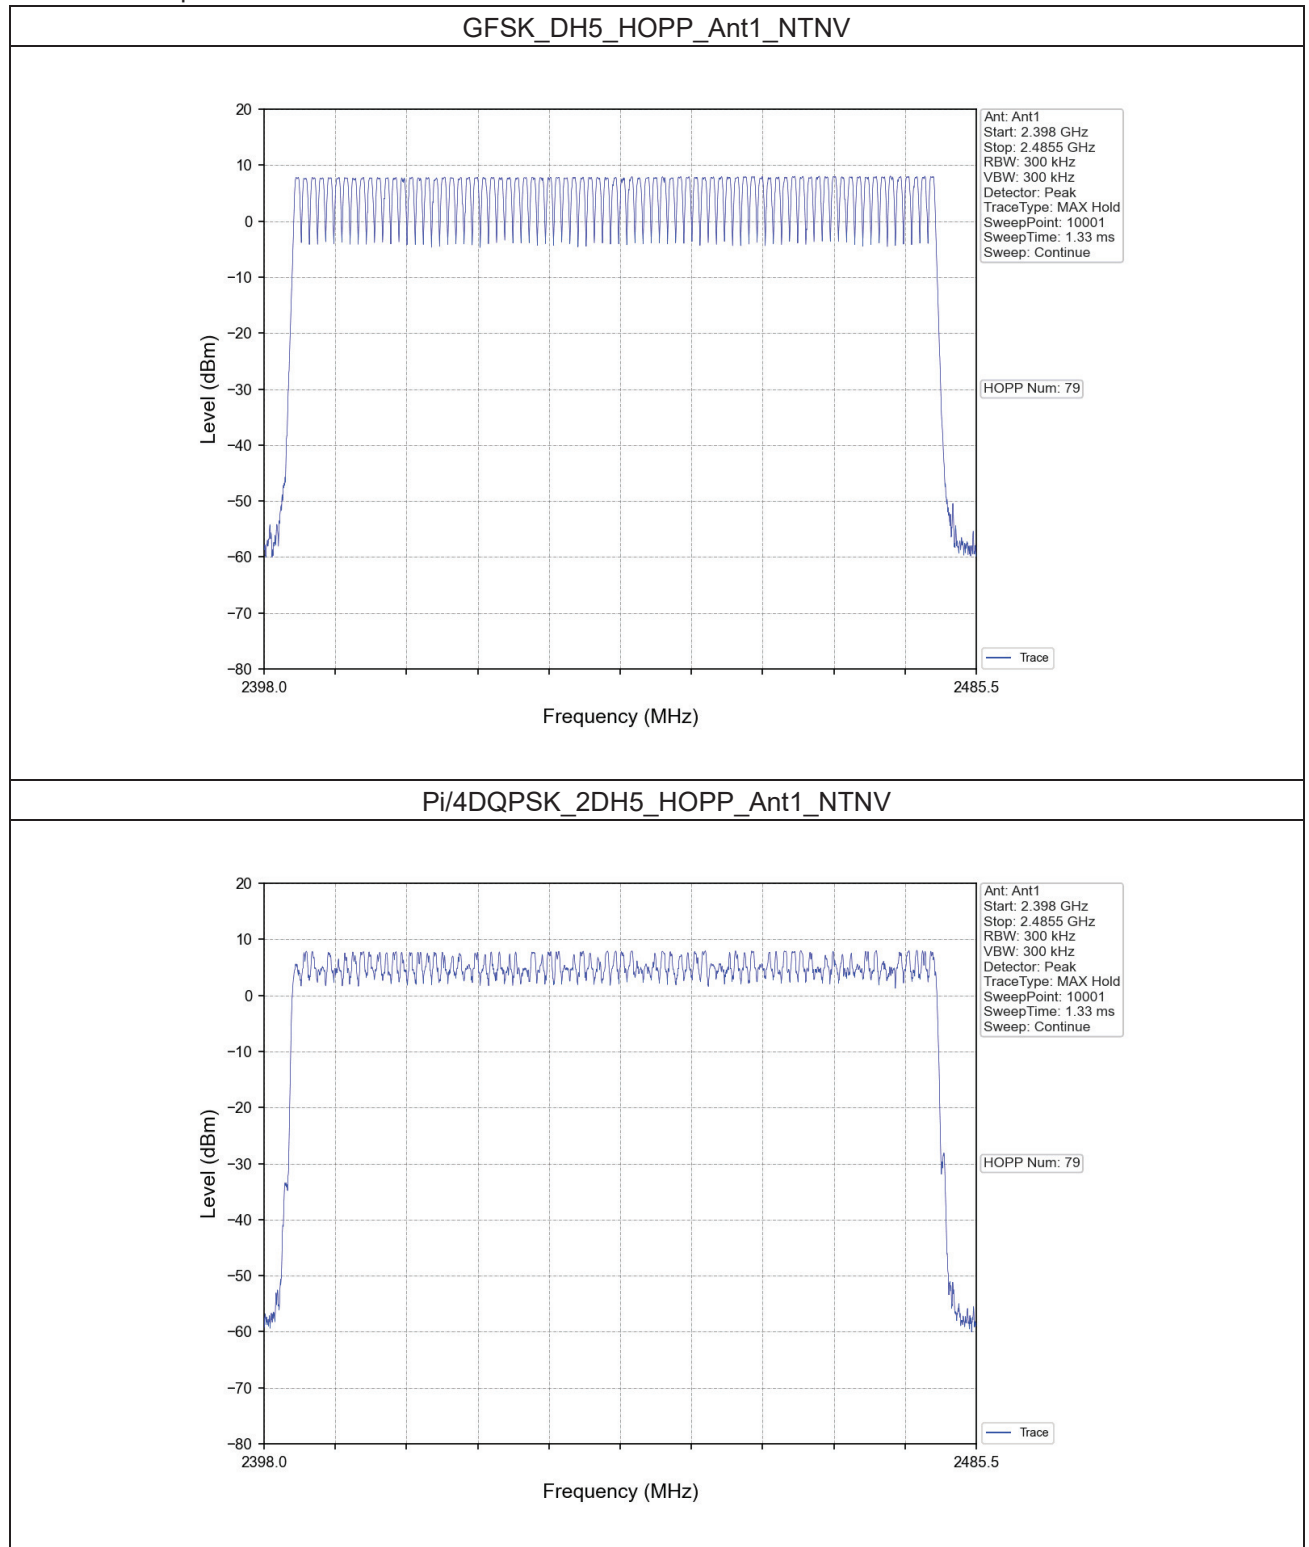 GFSK_DH5_HOPP_Ant1_NTNV
20
10
0
−10
−20
−30
−40
−50
−60
−70
−80
Level (dBm)
2398.0
2485.5
Frequency (MHz)
Ant: Ant1
Start: 2.398 GHz
Stop: 2.4855 GHz
RBW: 300 kHz
VBW: 300 kHz
Detector: Peak
TraceType: MAX Hold
SweepPoint: 10001
SweepTime: 1.33 ms
Sweep: Continue
HOPP Num: 79
Trace
Pi/4DQPSK_2DH5_HOPP_Ant1_NTNV
20
10
0
−10
−20
−30
−40
−50
−60
−70
−80
Level (dBm)
2398.0
2485.5
Frequency (MHz)
Ant: Ant1
Start: 2.398 GHz
Stop: 2.4855 GHz
RBW: 300 kHz
VBW: 300 kHz
Detector: Peak
TraceType: MAX Hold
SweepPoint: 10001
SweepTime: 1.33 ms
Sweep: Continue
HOPP Num: 79
Trace